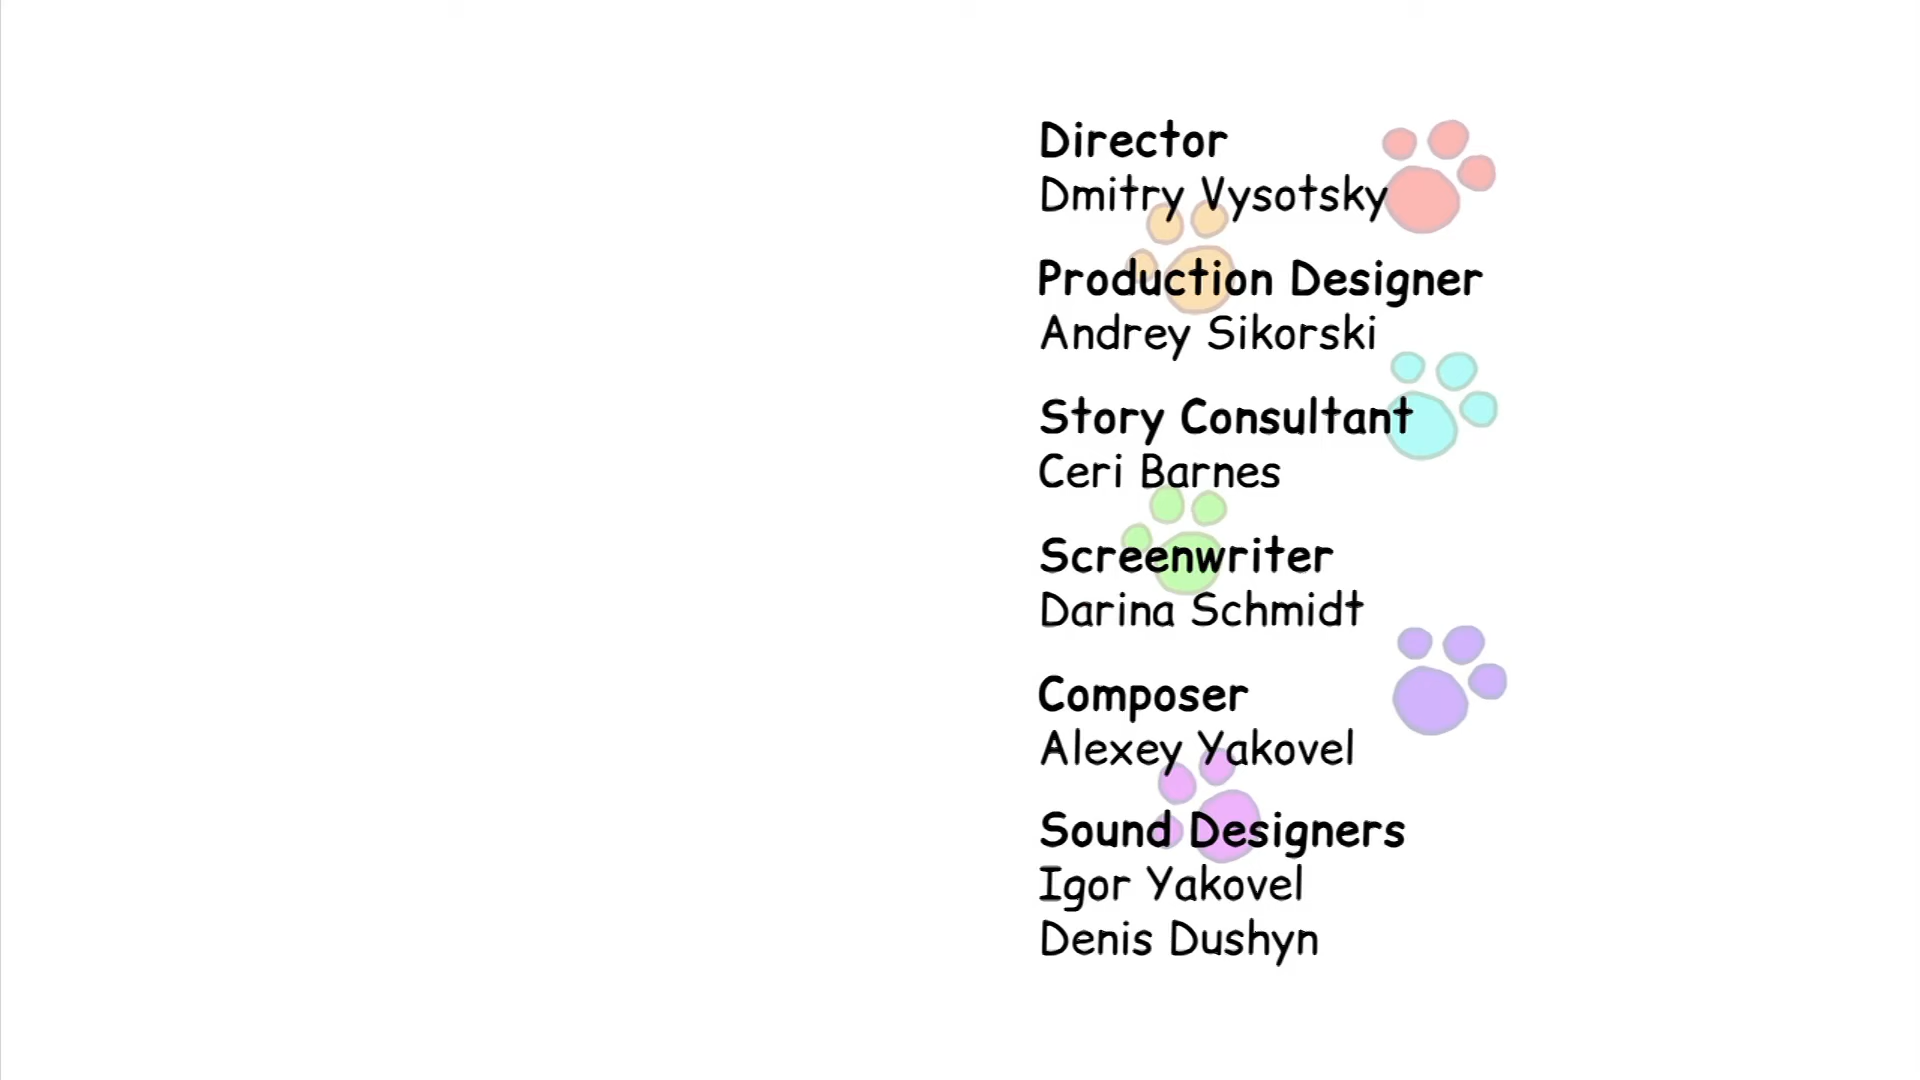 Director
Dmitry Vysotsky
Production Designer
Andrey Sikorski
Story Consultant
Ceri Barnes
Screenwriter
Darina Schmidt
Composer
Alexey Yakovel
Sound Designers
Igor Yakovel
Denis Dushyn